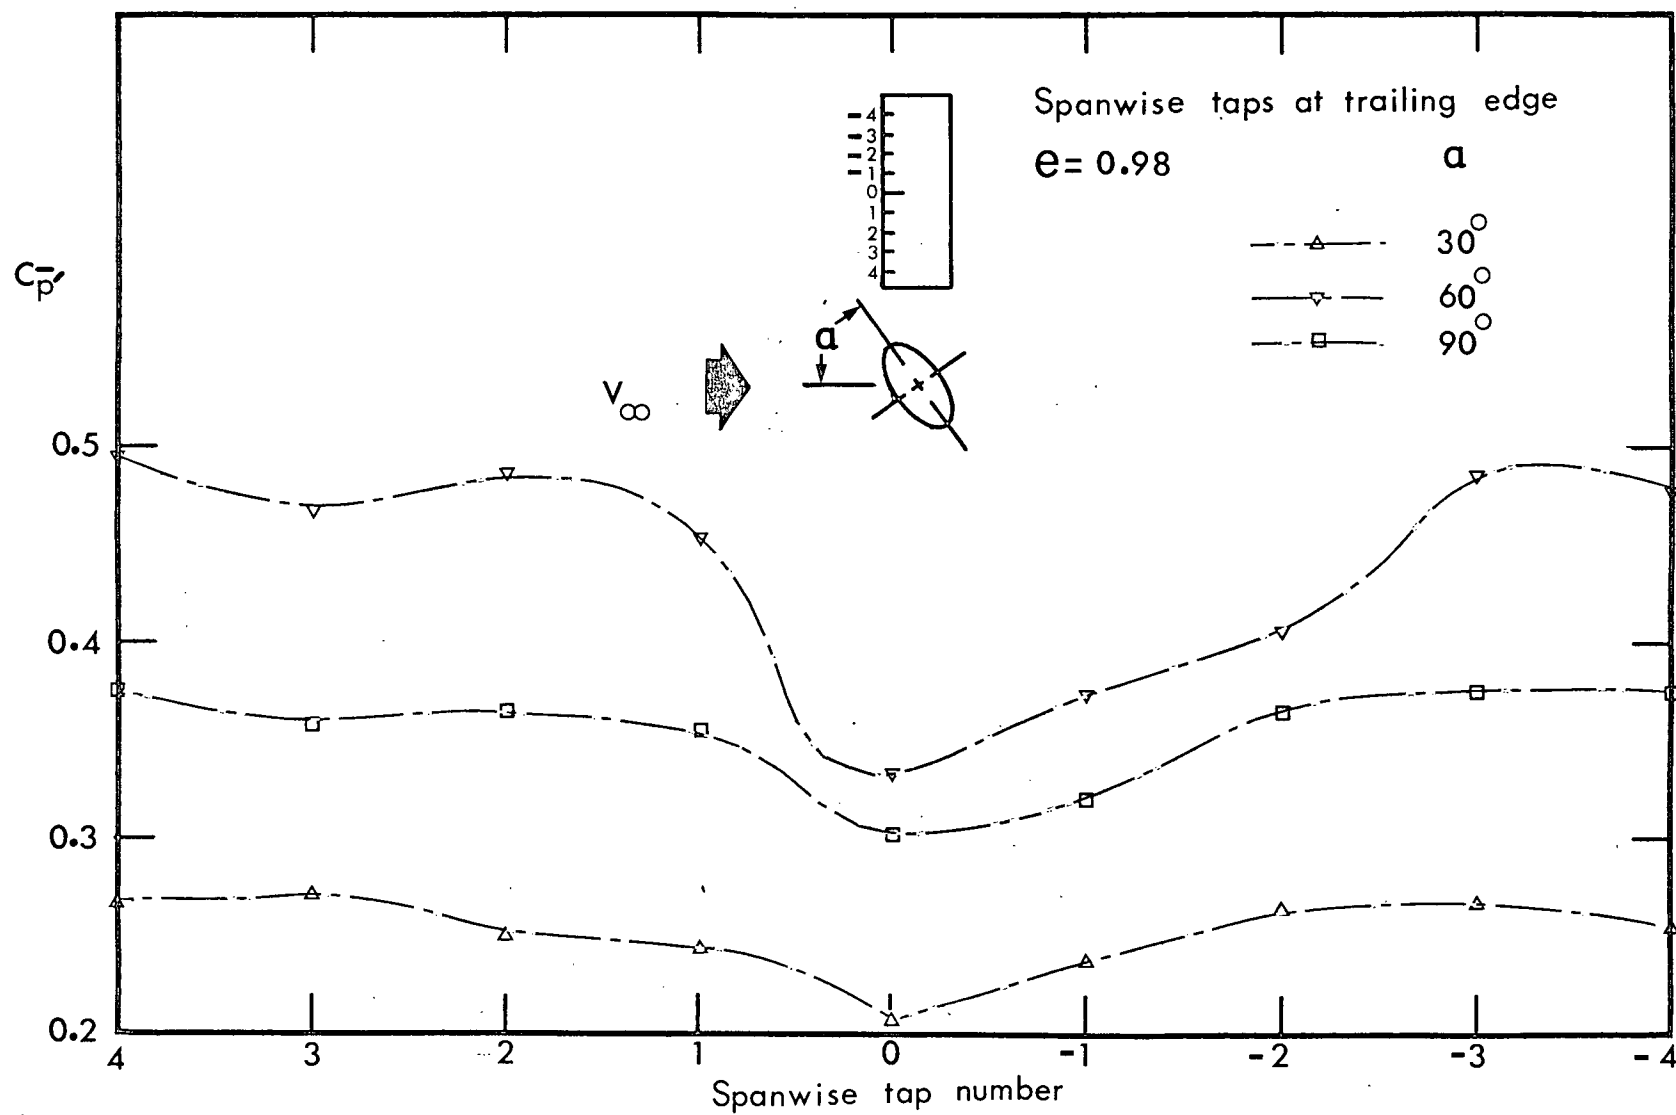 Spanwise taps at trailing edge
e= 0.98
a
30°
60°
90°
-4
-3
-2
-1
0
1
2
3
4
a
V∞
Cp̄′
0.5
0.4
0.3
0.2
4 3 2 1 0 -1 -2 -3 -4
Spanwise tap number